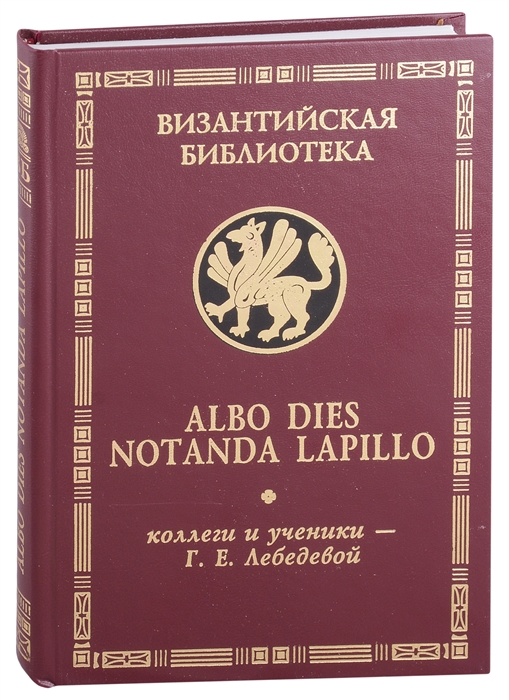 ВИЗАНТИЙСКАЯ
БИБЛИОТЕКА
ALBO DIES
NOTANDA LAPILLO
коллеги и ученики —
Г. Е. Лебедевой
ALBO DIES NOTANDA LAPILLO